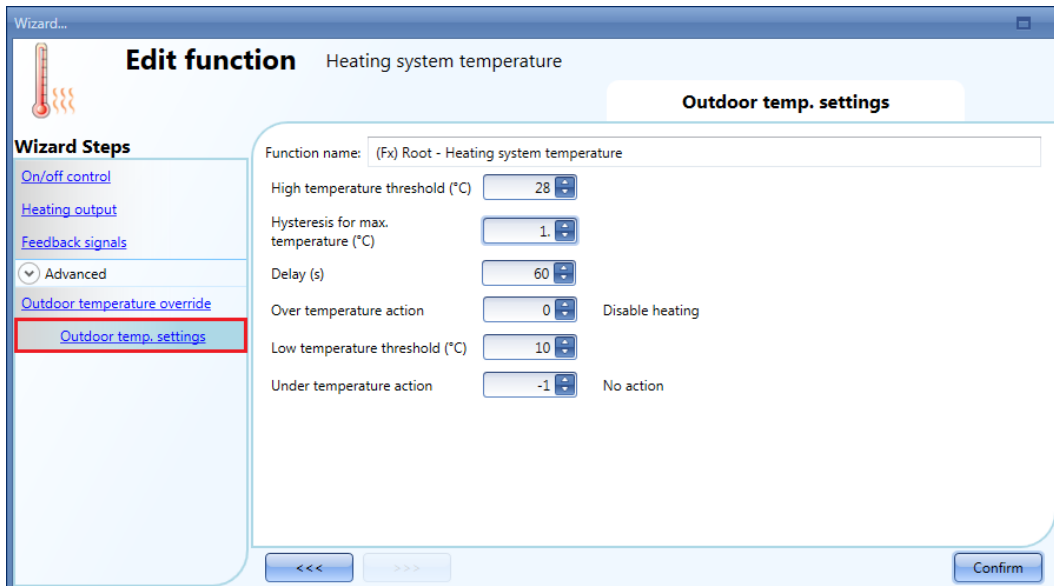 Wizard...
Edit function Heating system temperature
Outdoor temp. settings
Wizard Steps
On/off control
Heating output
Feedback signals
Advanced
Outdoor temperature override
Outdoor temp. settings
Function name: (Fx) Root - Heating system temperature
High temperature threshold (°C) 28
Hysteresis for max.
temperature (°C) 1.
Delay (s) 60
Over temperature action 0 Disable heating
Low temperature threshold (°C) 10
Under temperature action -1 No action
<<< >>> Confirm